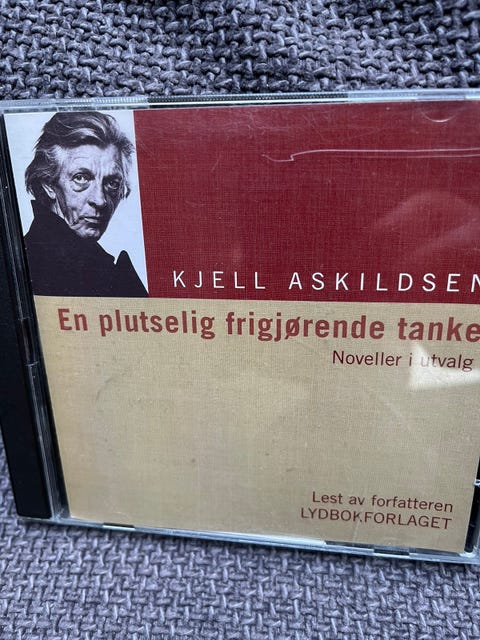 KJELL ASKILDSEN
En plutselig frigjørende tanke
Noveller i utvalg
Lest av forfatteren
LYDBOKFORLAGET